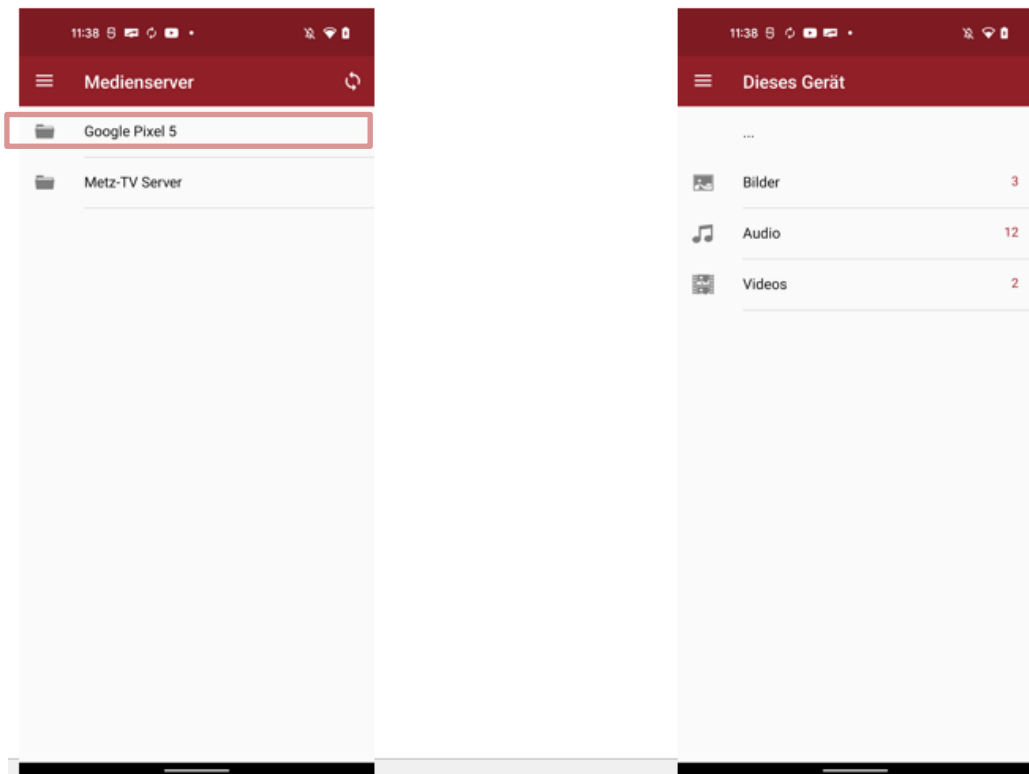 11:38
Medienserver
Google Pixel 5
Metz-TV Server
11:38
Dieses Gerät
...
Bilder 3
Audio 12
Videos 2